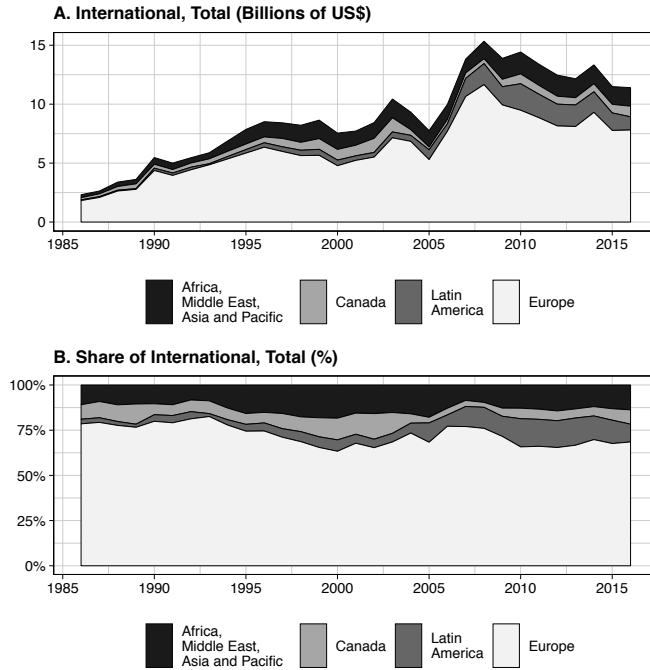 A. International, Total (Billions of US$)
15
10
5
0
1985 1990 1995 2000 2005 2010 2015
Africa,
Middle East,
Asia and Pacific
Canada
Latin
America
Europe
B. Share of International, Total (%)
100%
75%
50%
25%
0%
1985 1990 1995 2000 2005 2010 2015
Africa,
Middle East,
Asia and Pacific
Canada
Latin
America
Europe